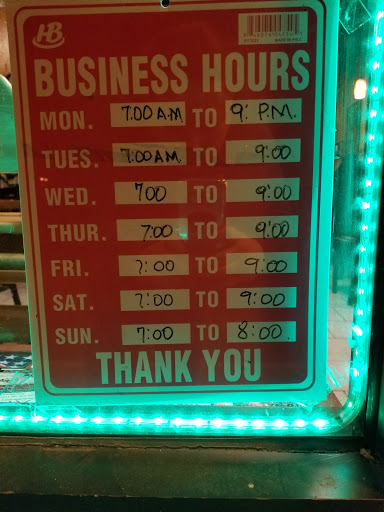 HB
BUSINESS HOURS
MON. 7.00 AM TO 9: P.M.
TUES. 7.00 AM. TO 9:00
WED. 700 TO 9:00
THUR. 7:00 TO 9:00
FRI. 7:00 TO 9:00
SAT. 7:00 TO 9:00
SUN. 7:00 TO 8:00.
THANK YOU